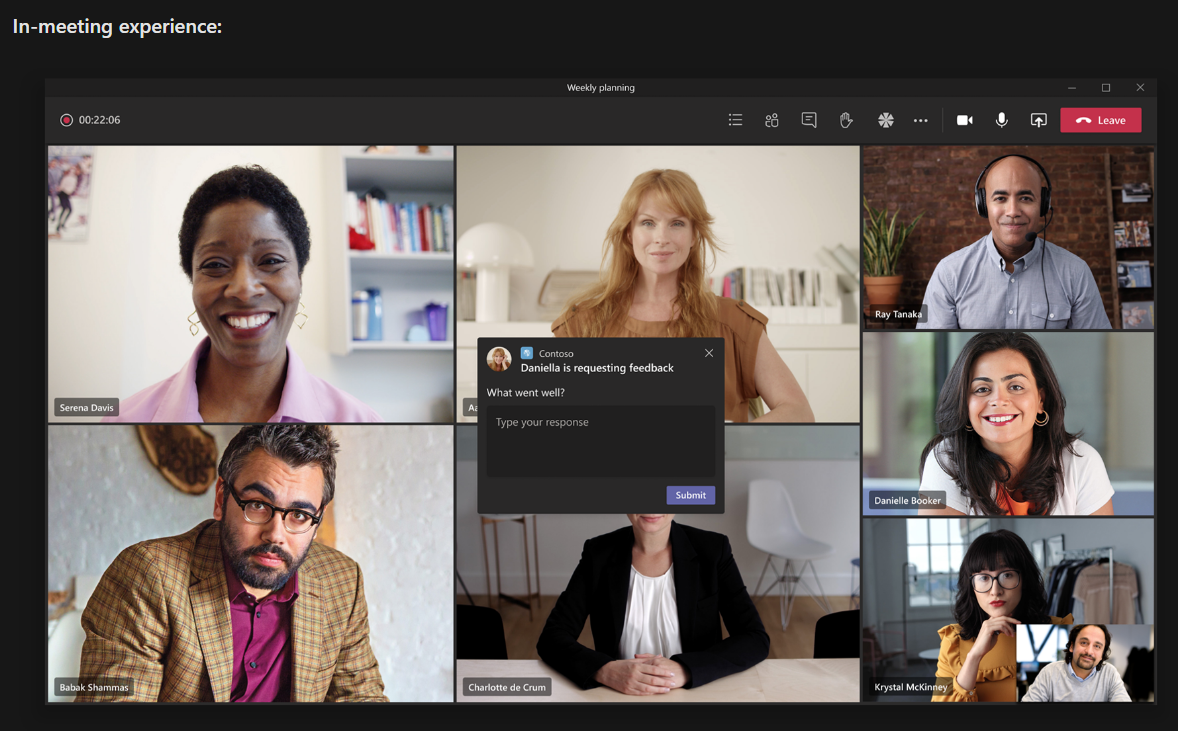 In-meeting experience:
Weekly planning
00:22:06
Leave
Serena Davis
Aa
Ray Tanaka
Contoso
Daniella is requesting feedback
What went well?
Type your response
Submit
Danielle Booker
Babak Shammas
Charlotte de Crum
Krystal McKinney